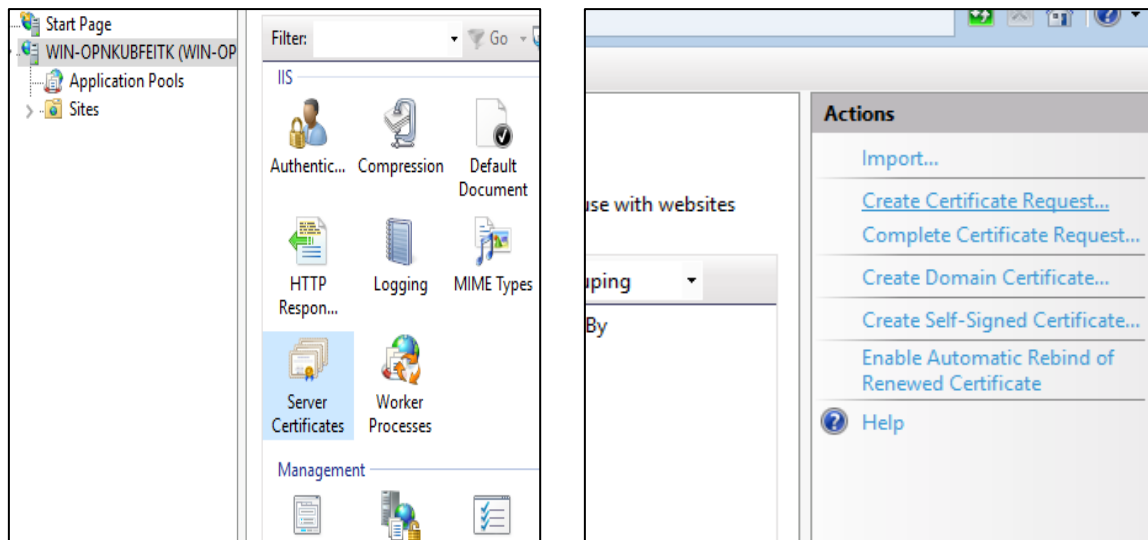 Start Page
WIN-OPNKUBFEITK (WIN-OP
Application Pools
Sites
Filter:
Go
IIS
Authentic...
Compression
Default
Document
HTTP
Respon...
Logging
MIME Types
Server
Certificates
Worker
Processes
Management
use with websites
uping
By
Actions
Import...
Create Certificate Request...
Complete Certificate Request...
Create Domain Certificate...
Create Self-Signed Certificate...
Enable Automatic Rebind of
Renewed Certificate
Help